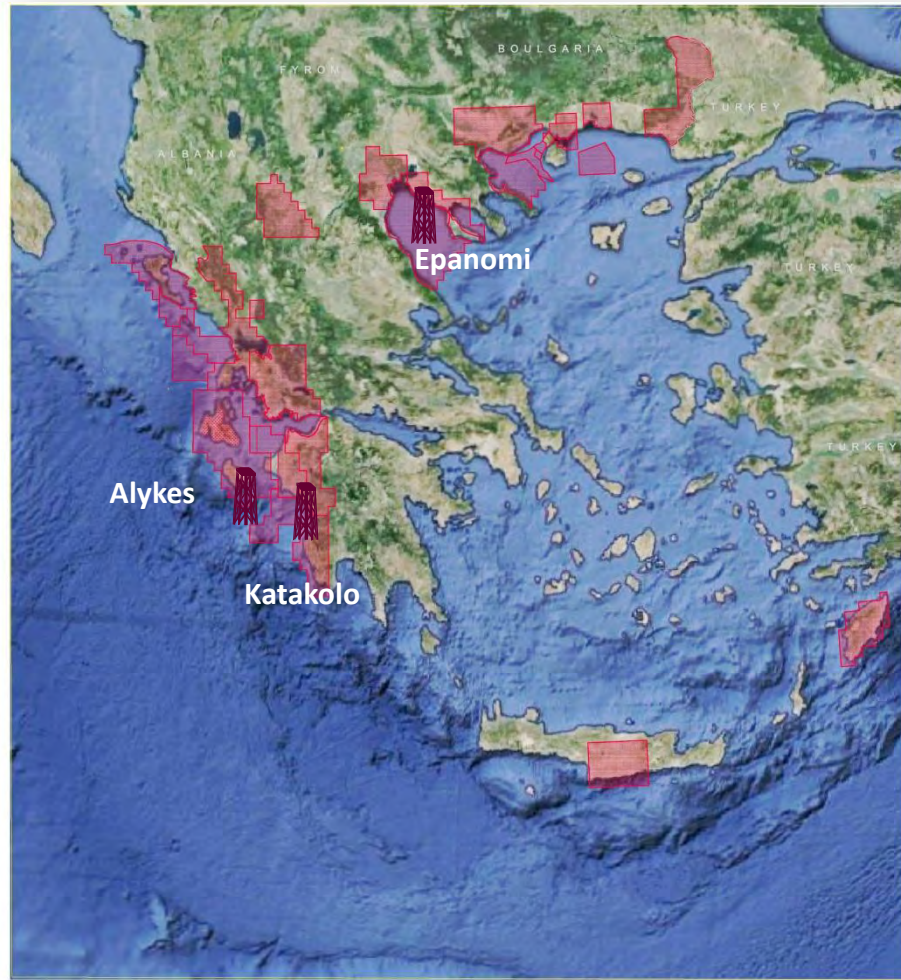 BOULGARIA
FYROM
TURKEY
ALBANIA
Epanomi
TURKEY
TURKEY
Alykes
Katakolo